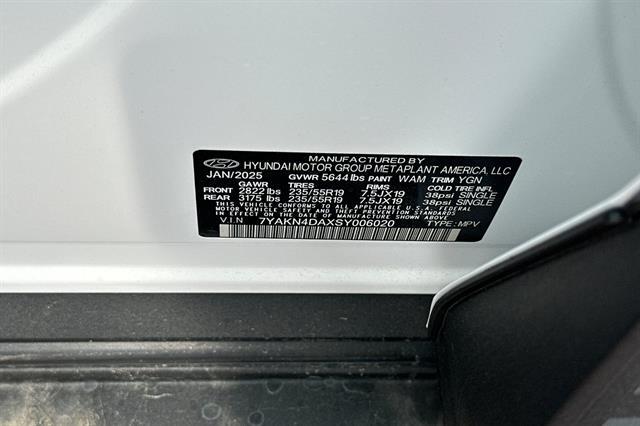 MANUFACTURED BY
HYUNDAI MOTOR GROUP METAPLANT AMERICA, LLC
JAN/2025 GVWR 5644 lbs PAINT WAM TRIM YGN
GAWR TIRES RIMS COLD TIRE INFL.
FRONT 2822 lbs 235/55R19 7.5JX19 38psi SINGLE
REAR 3175 lbs 235/55R19 7.5JX19 38psi SINGLE
THIS VEHICLE CONFORMS TO ALL APPLICABLE FEDERAL
MOTOR VEHICLE SAFETY AND THEFT PREVENTION STANDARDS
IN EFFECT ON THE DATE OF MANUFACTURE SHOWN ABOVE.
V I N 7YAKN4DAXSY006020 TYPE: MPV